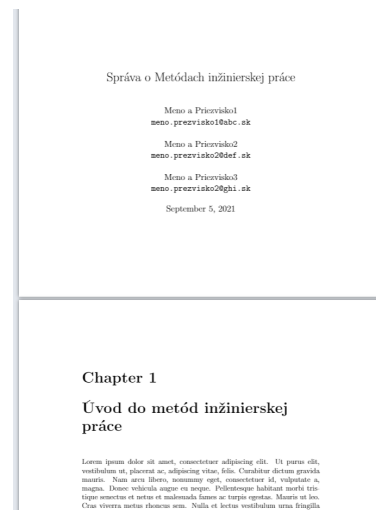 Správa o Metódach inžinierskej práce
Meno a Priezvisko1
meno.prezvisko1@abc.sk
Meno a Priezvisko2
meno.prezvisko2@def.sk
Meno a Priezvisko3
meno.prezvisko2@ghi.sk
September 5, 2021
Chapter 1
Úvod do metód inžinierskej
práce
Lorem ipsum dolor sit amet, consectetuer adipiscing elit. Ut purus elit,
vestibulum ut, placerat ac, adipiscing vitae, felis. Curabitur dictum gravida
mauris. Nam arcu libero, nonummy eget, consectetuer id, vulputate a,
magna. Donec vehicula augue eu neque. Pellentesque habitant morbi tris-
tique senectus et netus et malesuada fames ac turpis egestas. Mauris ut leo.
Cras viverra metus rhoncus sem. Nulla et lectus vestibulum urna fringilla